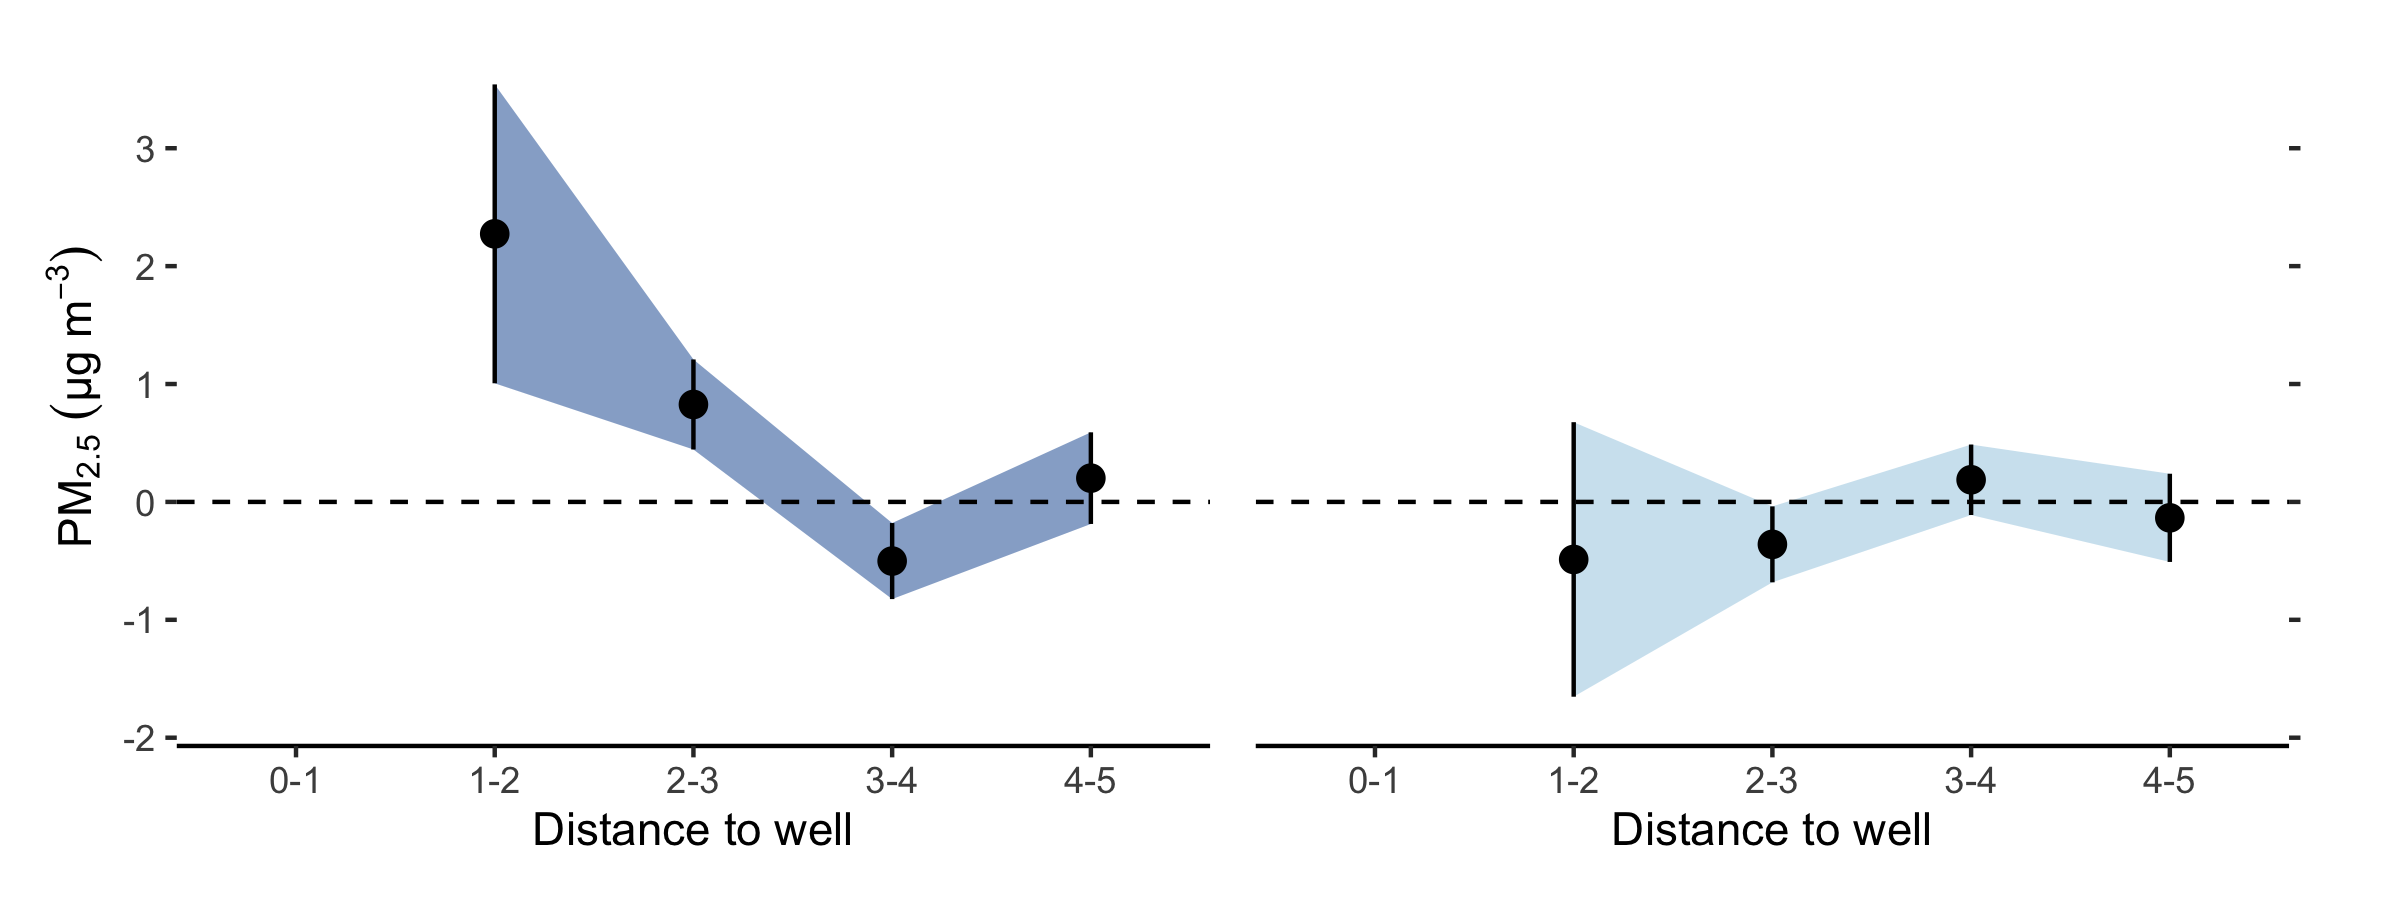 PM2.5 (µg m−3)
3
2
1
0
-1
-2
0-1 1-2 2-3 3-4 4-5
Distance to well
0-1 1-2 2-3 3-4 4-5
Distance to well